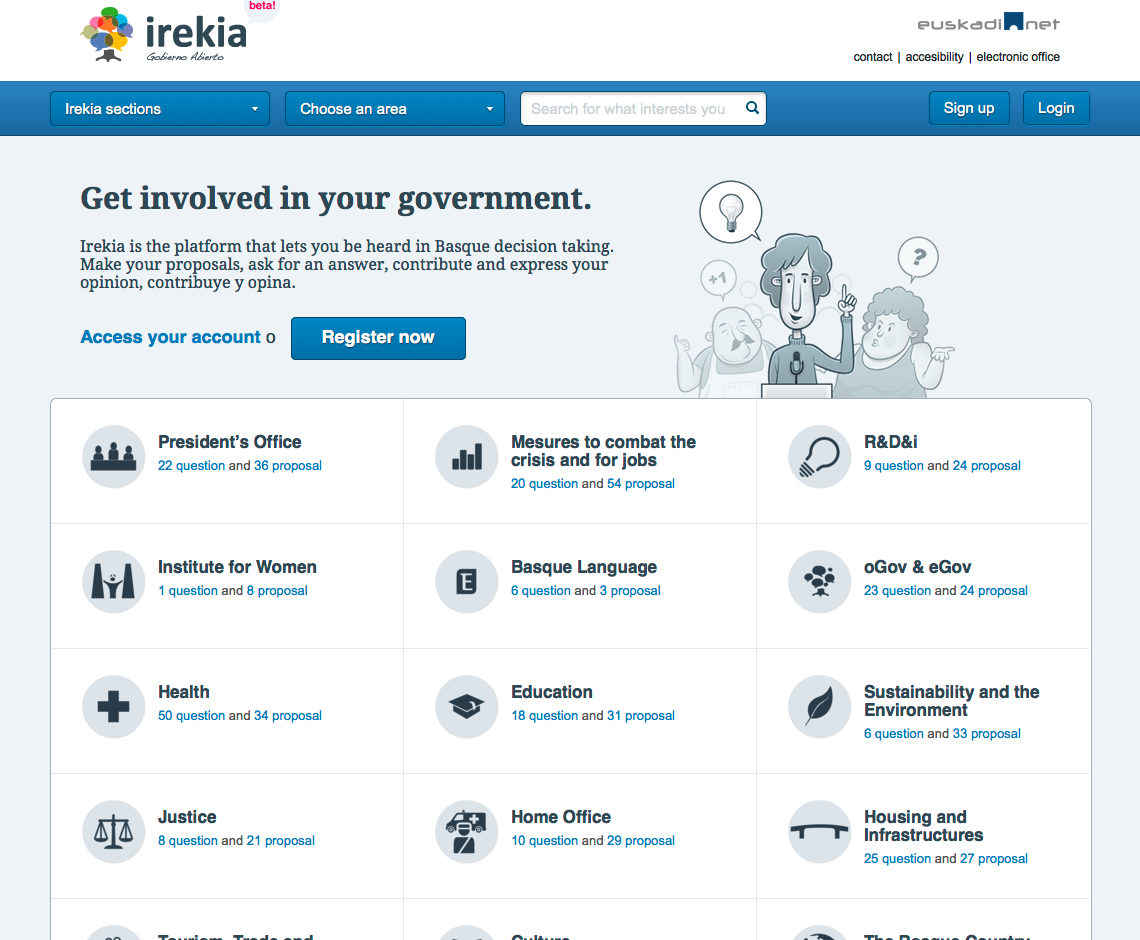 beta!
irekia
Gobierno Abierto
euskadi.net
contact | accesibility | electronic office
Irekia sections
Choose an area
Search for what interests you
Sign up
Login
Get involved in your government.
Irekia is the platform that lets you be heard in Basque decision taking.
Make your proposals, ask for an answer, contribute and express your
opinion, contribuye y opina.
Access your account o
Register now
+1
?
President's Office
22 question and 36 proposal
Mesures to combat the
crisis and for jobs
20 question and 54 proposal
R&D&i
9 question and 24 proposal
Institute for Women
1 question and 8 proposal
E
Basque Language
6 question and 3 proposal
oGov & eGov
23 question and 24 proposal
Health
50 question and 34 proposal
Education
18 question and 31 proposal
Sustainability and the
Environment
6 question and 33 proposal
Justice
8 question and 21 proposal
Home Office
10 question and 29 proposal
Housing and
Infrastructures
25 question and 27 proposal
Tourism, Trade and
Culture
The Basque Country